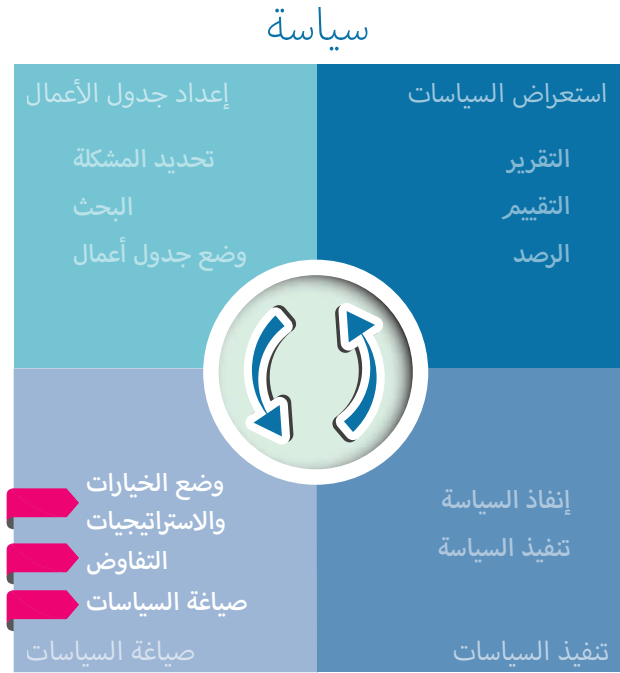 سياسة
استعراض السياسات
التقرير
التقييم
الرصد
إعداد جدول الأعمال
تحديد المشكلة
البحث
وضع جدول أعمال
إنفاذ السياسة
تنفيذ السياسة
تنفيذ السياسات
وضع الخيارات
والاستراتيجيات
التفاوض
صياغة السياسات
صياغة السياسات